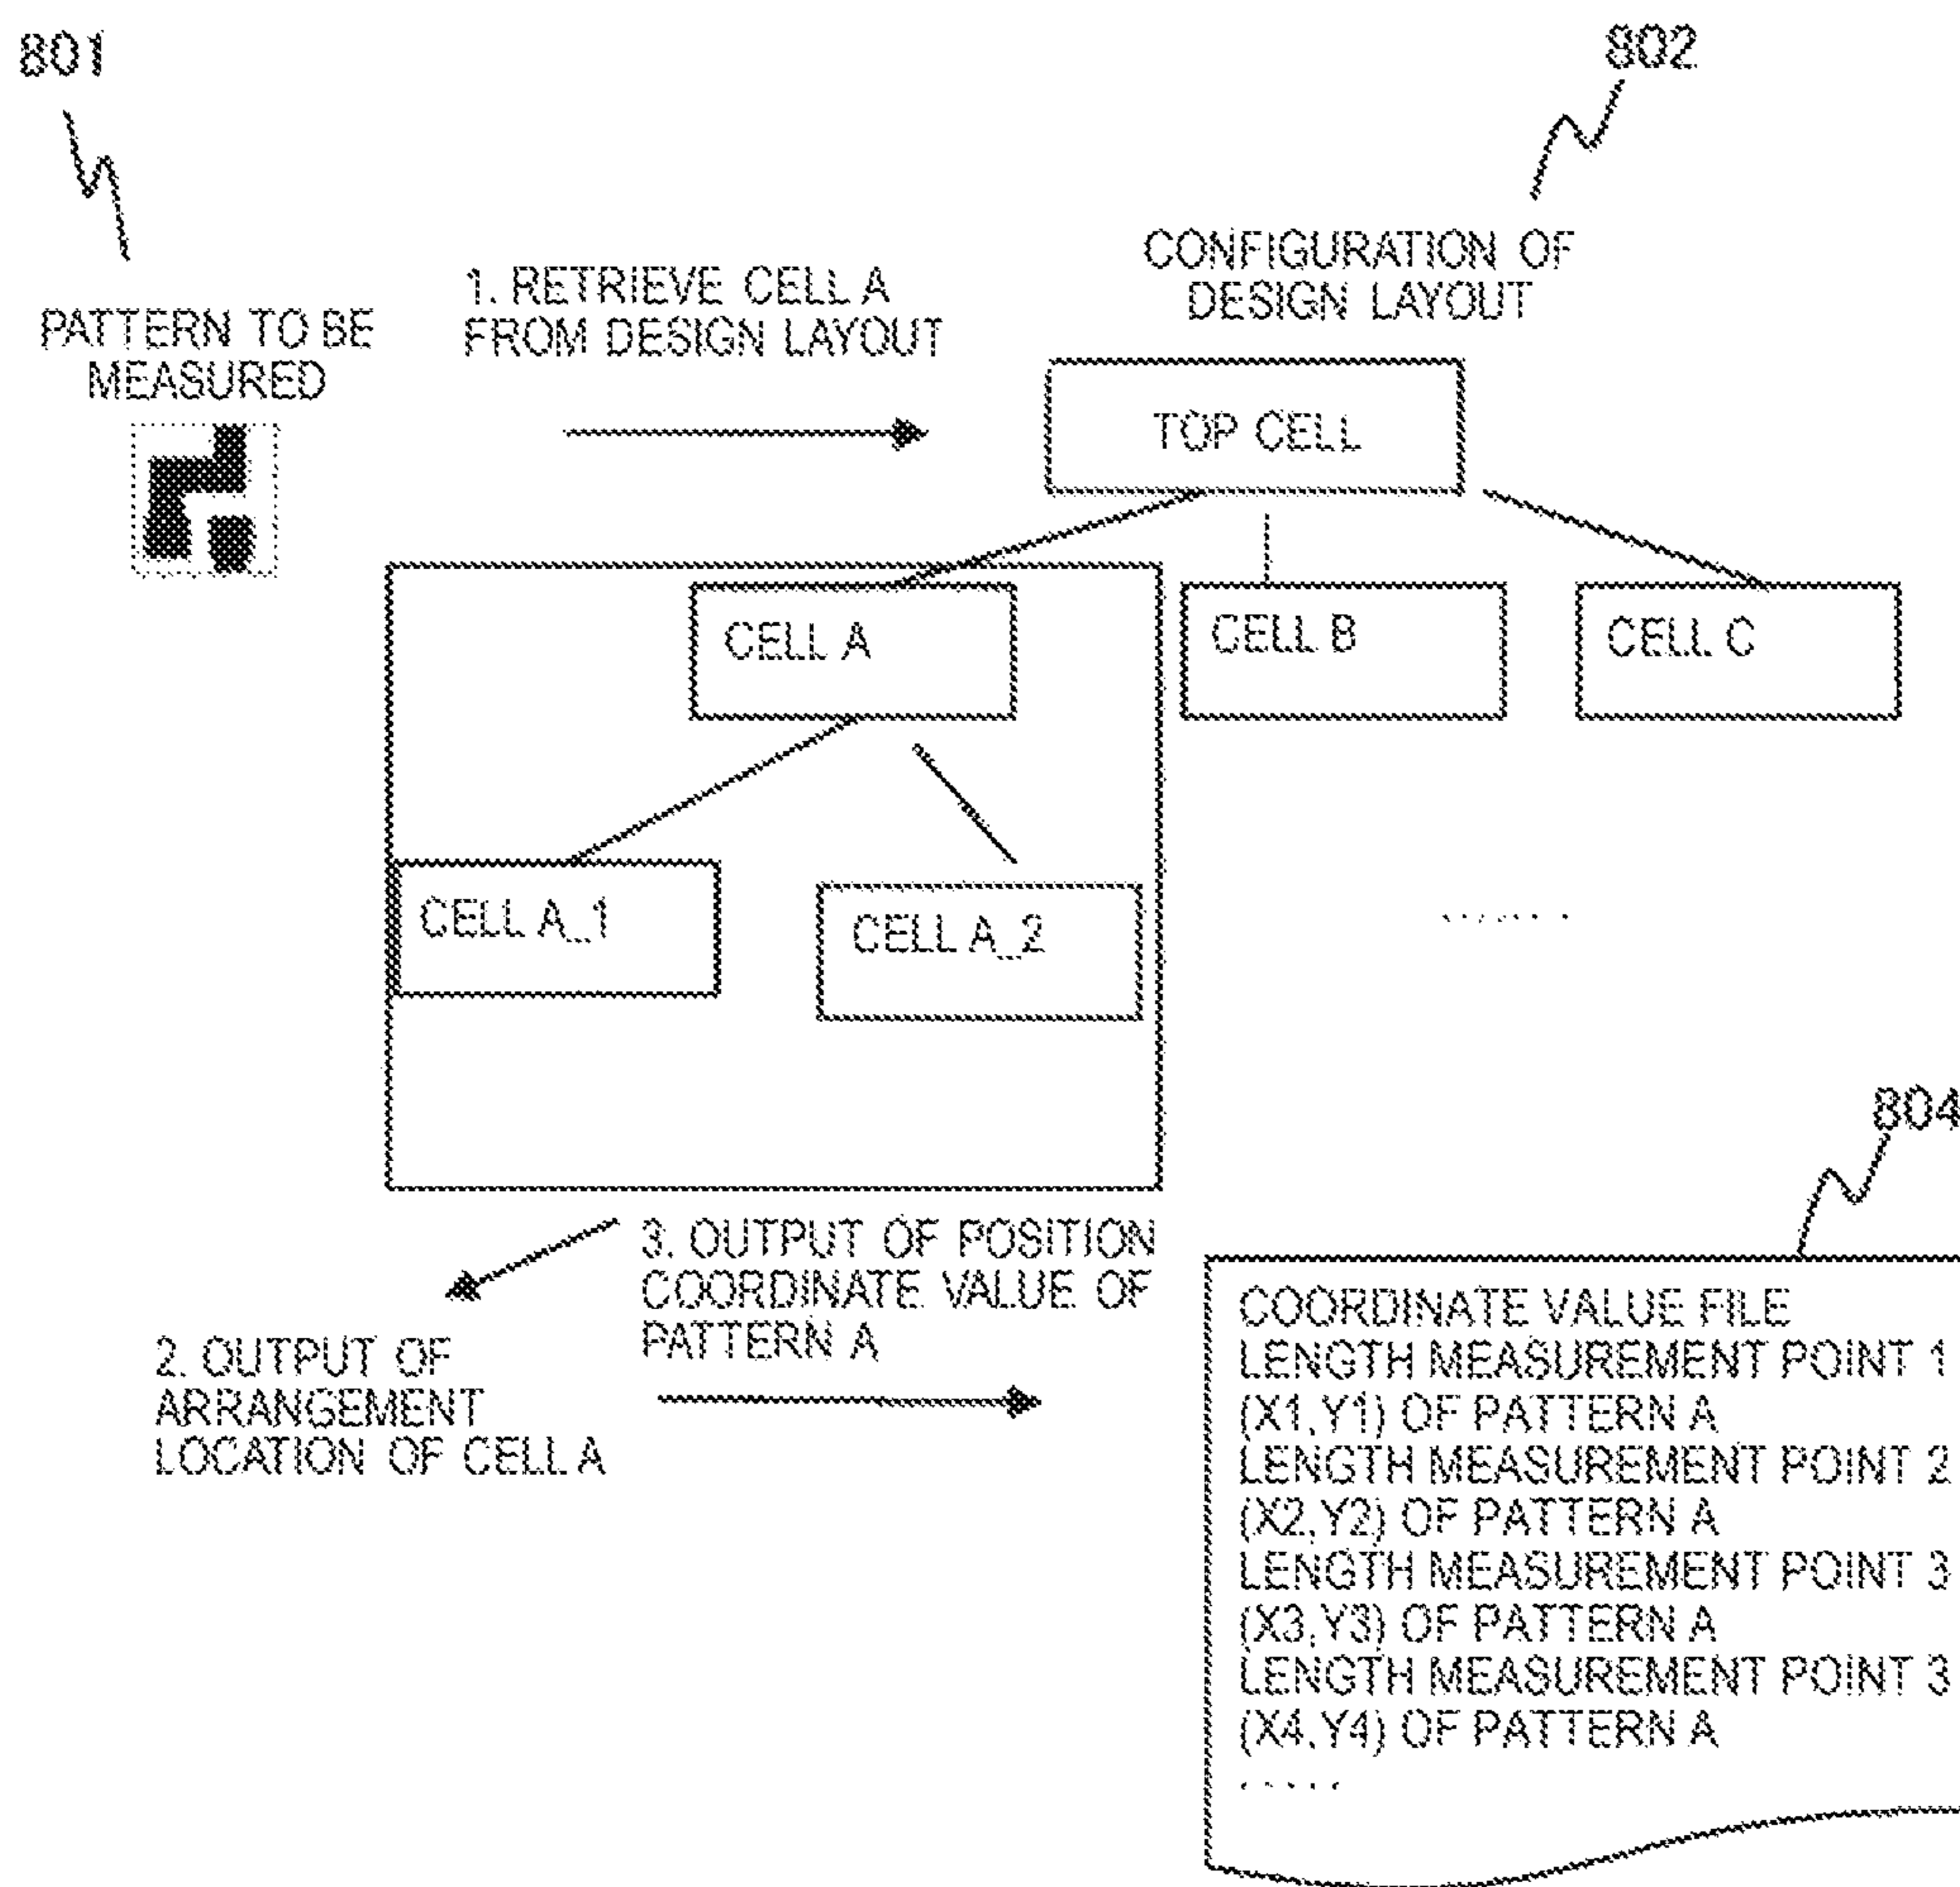 801
802
PATTERN TO BE
MEASURED
1. RETRIEVE CELL A
FROM DESIGN LAYOUT
CONFIGURATION OF
DESIGN LAYOUT
TOP CELL
CELL A
CELL B
CELL C
CELL A_1
CELL A_2
.......
2. OUTPUT OF
ARRANGEMENT
LOCATION OF CELL A
3. OUTPUT OF POSITION
COORDINATE VALUE OF
PATTERN A
804
COORDINATE VALUE FILE
LENGTH MEASUREMENT POINT 1
(X1,Y1) OF PATTERN A
LENGTH MEASUREMENT POINT 2
(X2,Y2) OF PATTERN A
LENGTH MEASUREMENT POINT 3
(X3,Y3) OF PATTERN A
LENGTH MEASUREMENT POINT 3
(X4,Y4) OF PATTERN A
.....